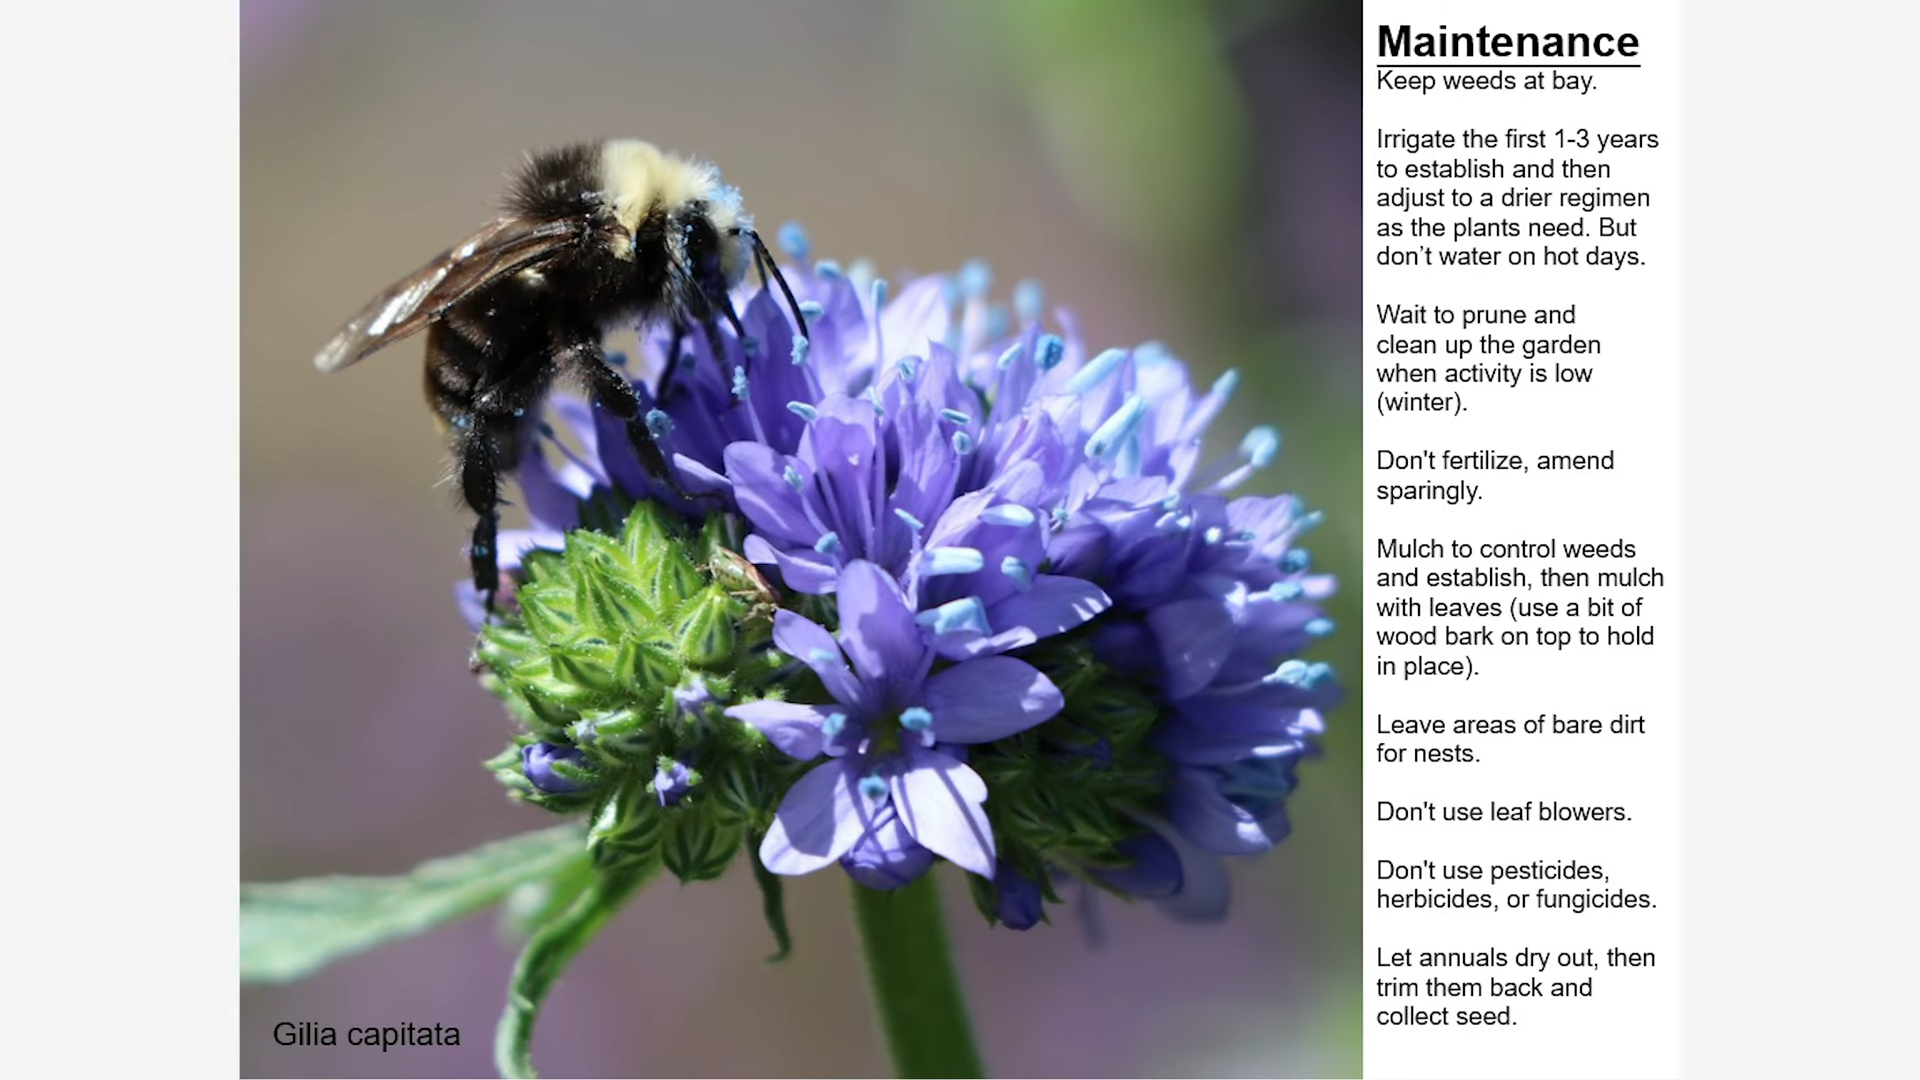 Maintenance
Keep weeds at bay.
Irrigate the first 1-3 years
to establish and then
adjust to a drier regimen
as the plants need. But
don’t water on hot days.
Wait to prune and
clean up the garden
when activity is low
(winter).
Don't fertilize, amend
sparingly.
Mulch to control weeds
and establish, then mulch
with leaves (use a bit of
wood bark on top to hold
in place).
Leave areas of bare dirt
for nests.
Don't use leaf blowers.
Don't use pesticides,
herbicides, or fungicides.
Let annuals dry out, then
trim them back and
collect seed.
Gilia capitata